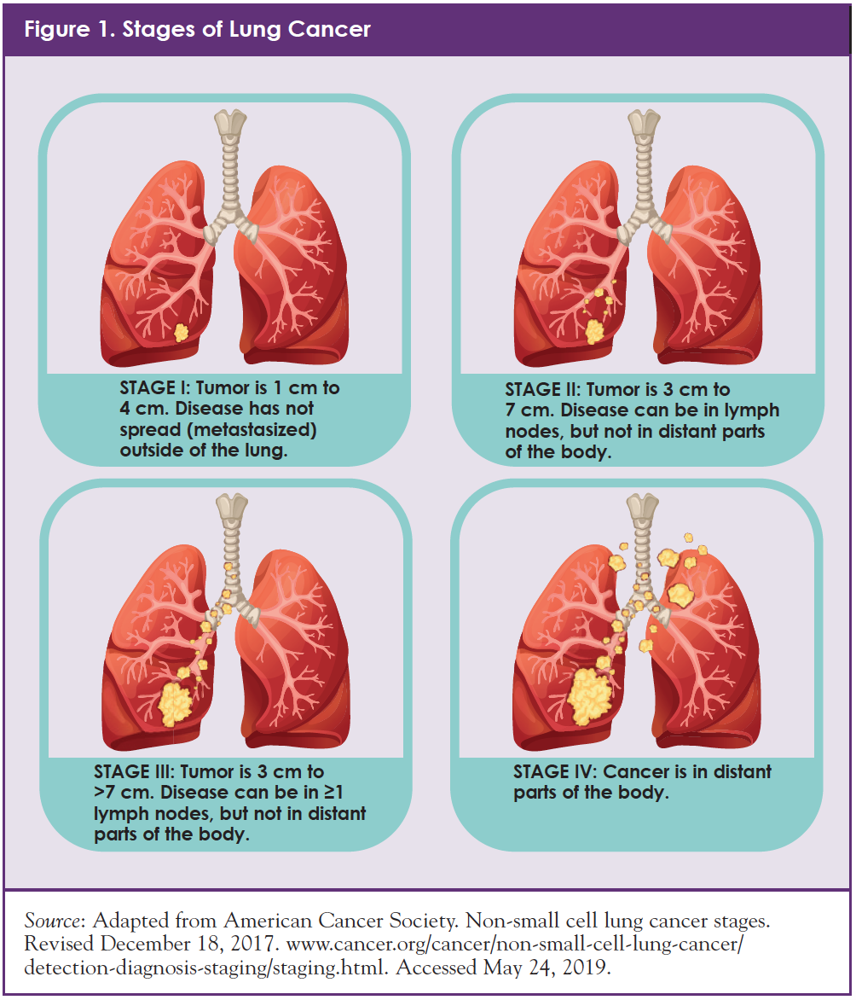 Figure 1. Stages of Lung Cancer
STAGE I: Tumor is 1 cm to
4 cm. Disease has not
spread (metastasized)
outside of the lung.
STAGE II: Tumor is 3 cm to
7 cm. Disease can be in lymph
nodes, but not in distant parts
of the body.
STAGE III: Tumor is 3 cm to
>7 cm. Disease can be in ≥1
lymph nodes, but not in distant
parts of the body.
STAGE IV: Cancer is in distant
parts of the body.
Source: Adapted from American Cancer Society. Non-small cell lung cancer stages.
Revised December 18, 2017. www.cancer.org/cancer/non-small-cell-lung-cancer/
detection-diagnosis-staging/staging.html. Accessed May 24, 2019.